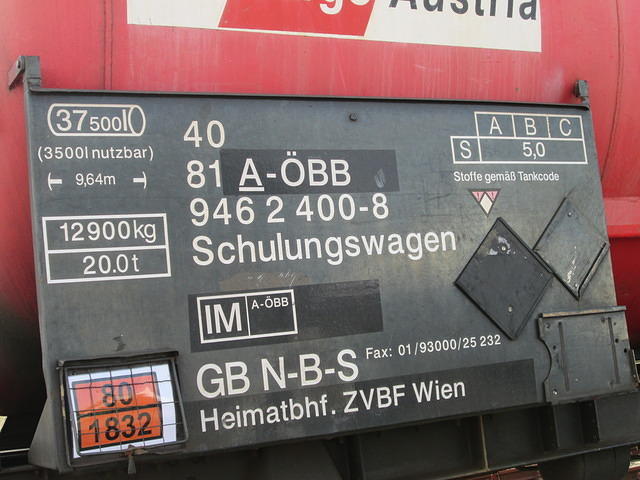 Austria
37500l
(3500l nutzbar)
9,64m
12900kg
20.0t
40
81 A-ÖBB
946 2 400-8
Schulungswagen
A B C
S 5,0
Stoffe gemäß Tankcode
IM A-ÖBB
GB N-B-S Fax: 01/93000/25 232
Heimatbhf. ZVBF Wien
80
1832